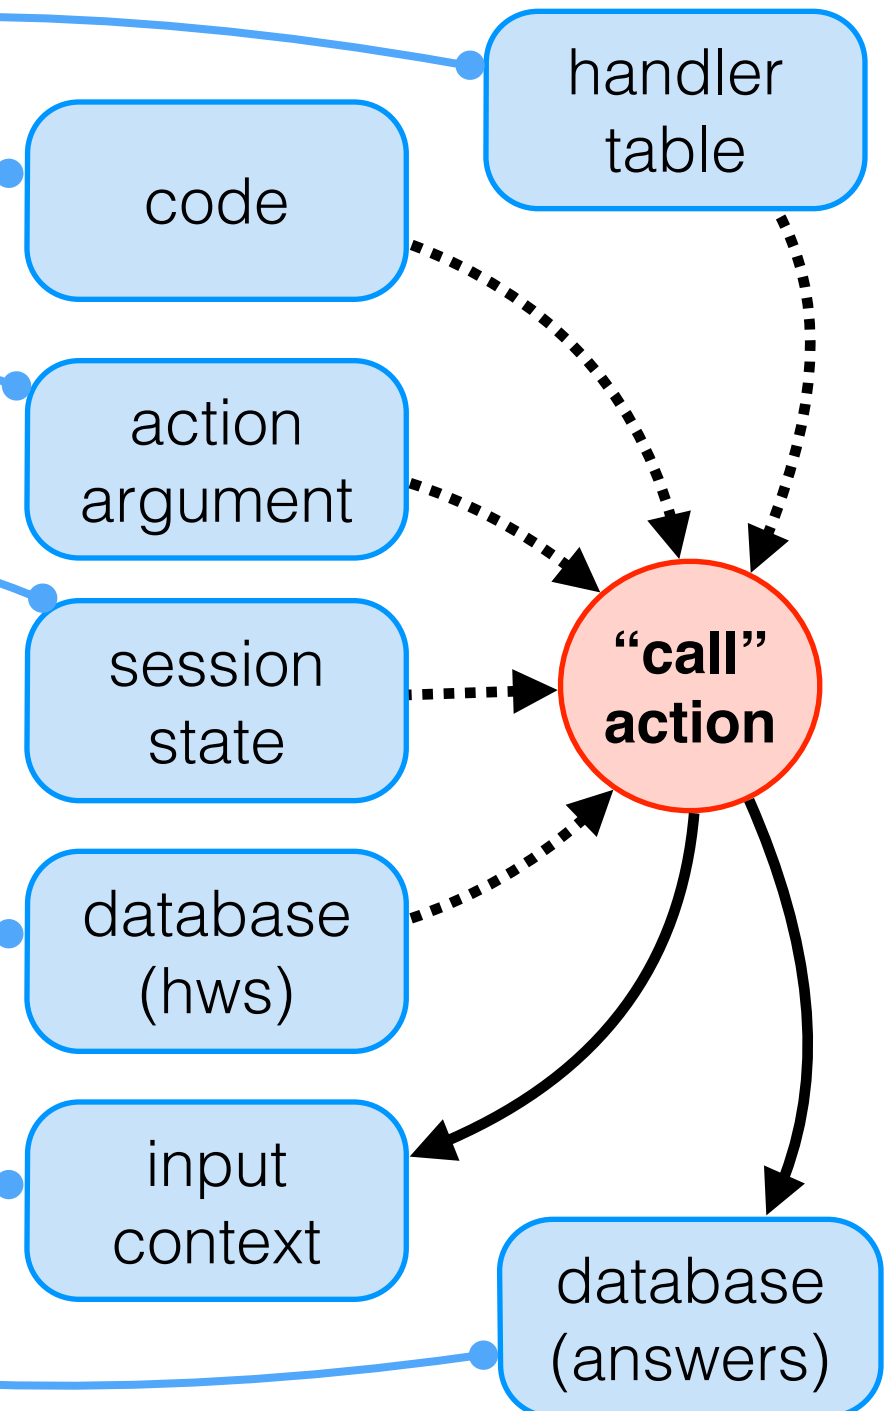 handler
table
code
action
argument
session
state
“call”
action
database
(hws)
input
context
database
(answers)